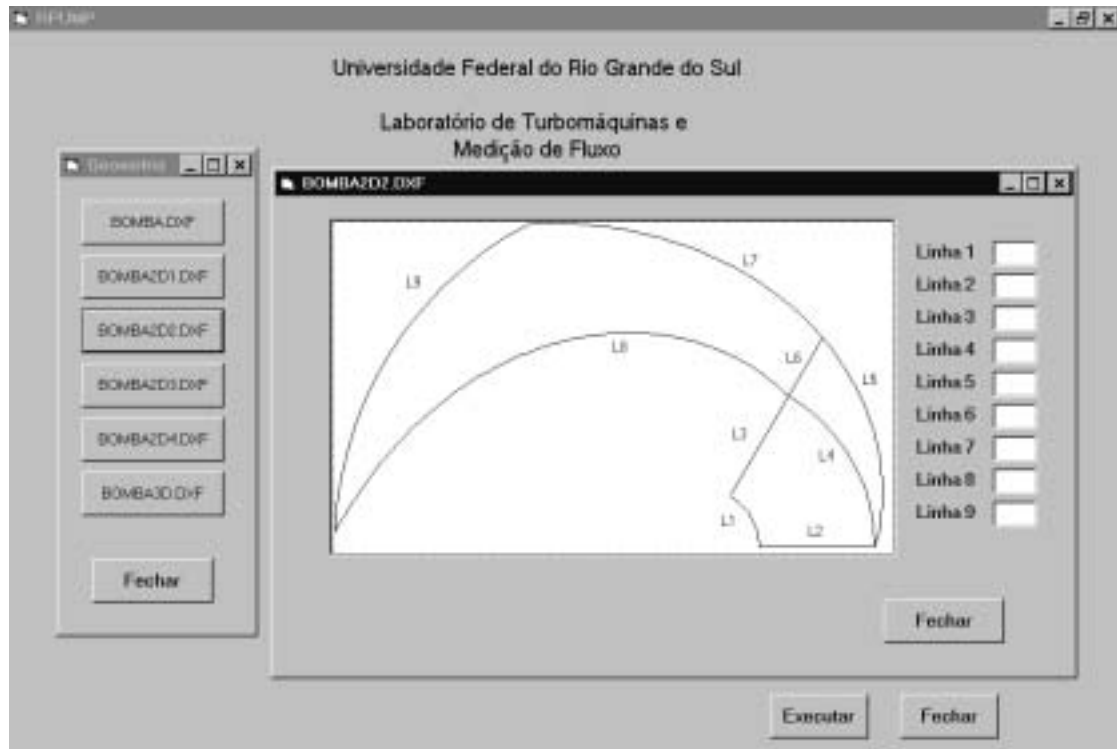 RPUMP
Universidade Federal do Rio Grande do Sul
Laboratório de Turbomáquinas e
Medição de Fluxo
Geometria
BOMBA.DXF
BOMBA2D1.DXF
BOMBA2D2.DXF
BOMBA2D3.DXF
BOMBA2D4.DXF
BOMBA3D.DXF
Fechar
BOMBA2D2.DXF
L9
L7
L8
L6
L5
L3
L4
L1
L2
Linha 1
Linha 2
Linha 3
Linha 4
Linha 5
Linha 6
Linha 7
Linha 8
Linha 9
Fechar
Executar
Fechar